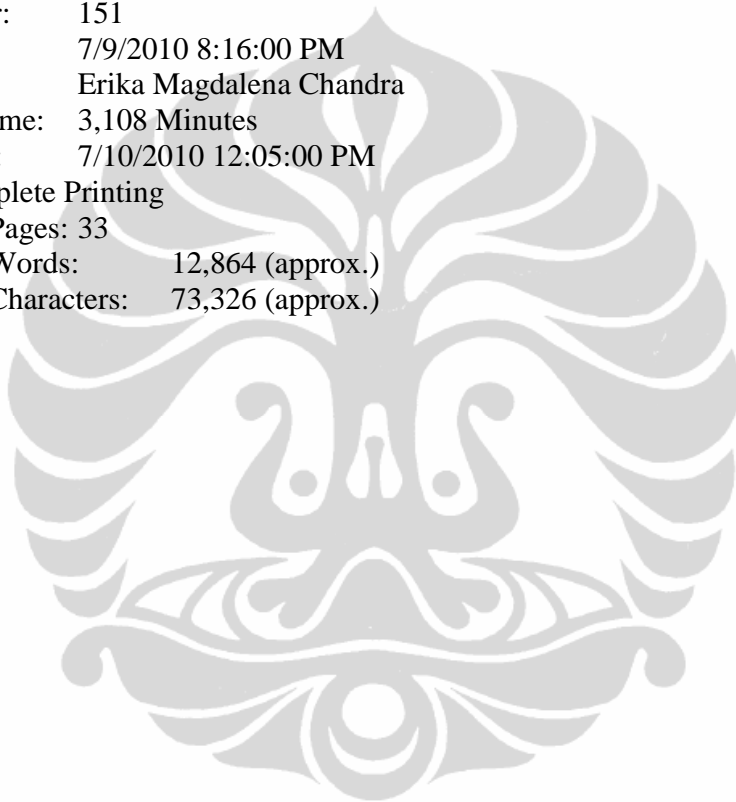 r: 151
7/9/2010 8:16:00 PM
Erika Magdalena Chandra
me: 3,108 Minutes
: 7/10/2010 12:05:00 PM
plete Printing
Pages: 33
Words: 12,864 (approx.)
Characters: 73,326 (approx.)